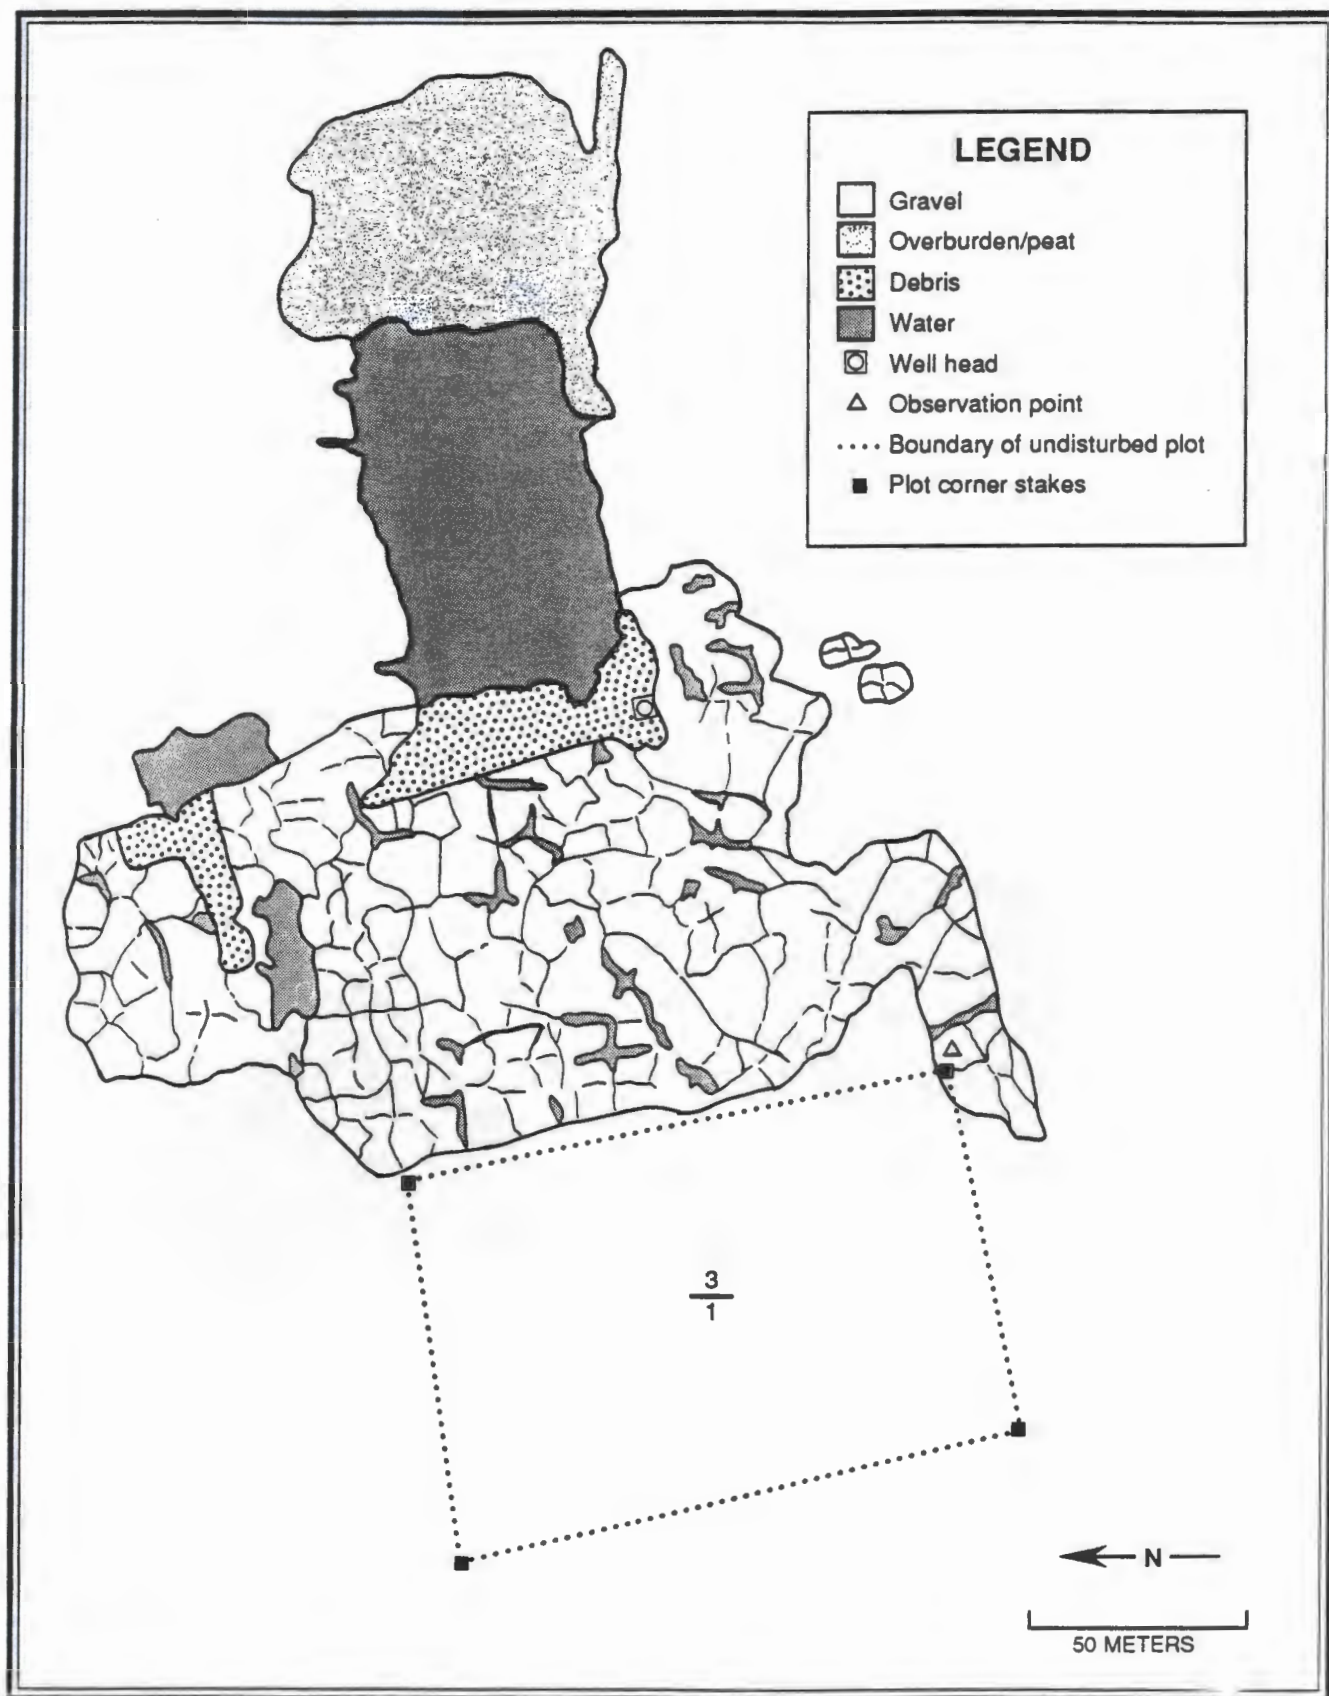 LEGEND
Gravel
Overburden/peat
Debris
Water
Well head
Observation point
Boundary of undisturbed plot
Plot corner stakes
3
1
N
50 METERS